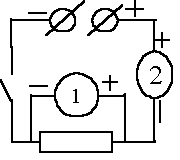 − +
+
− 1 + 2
−